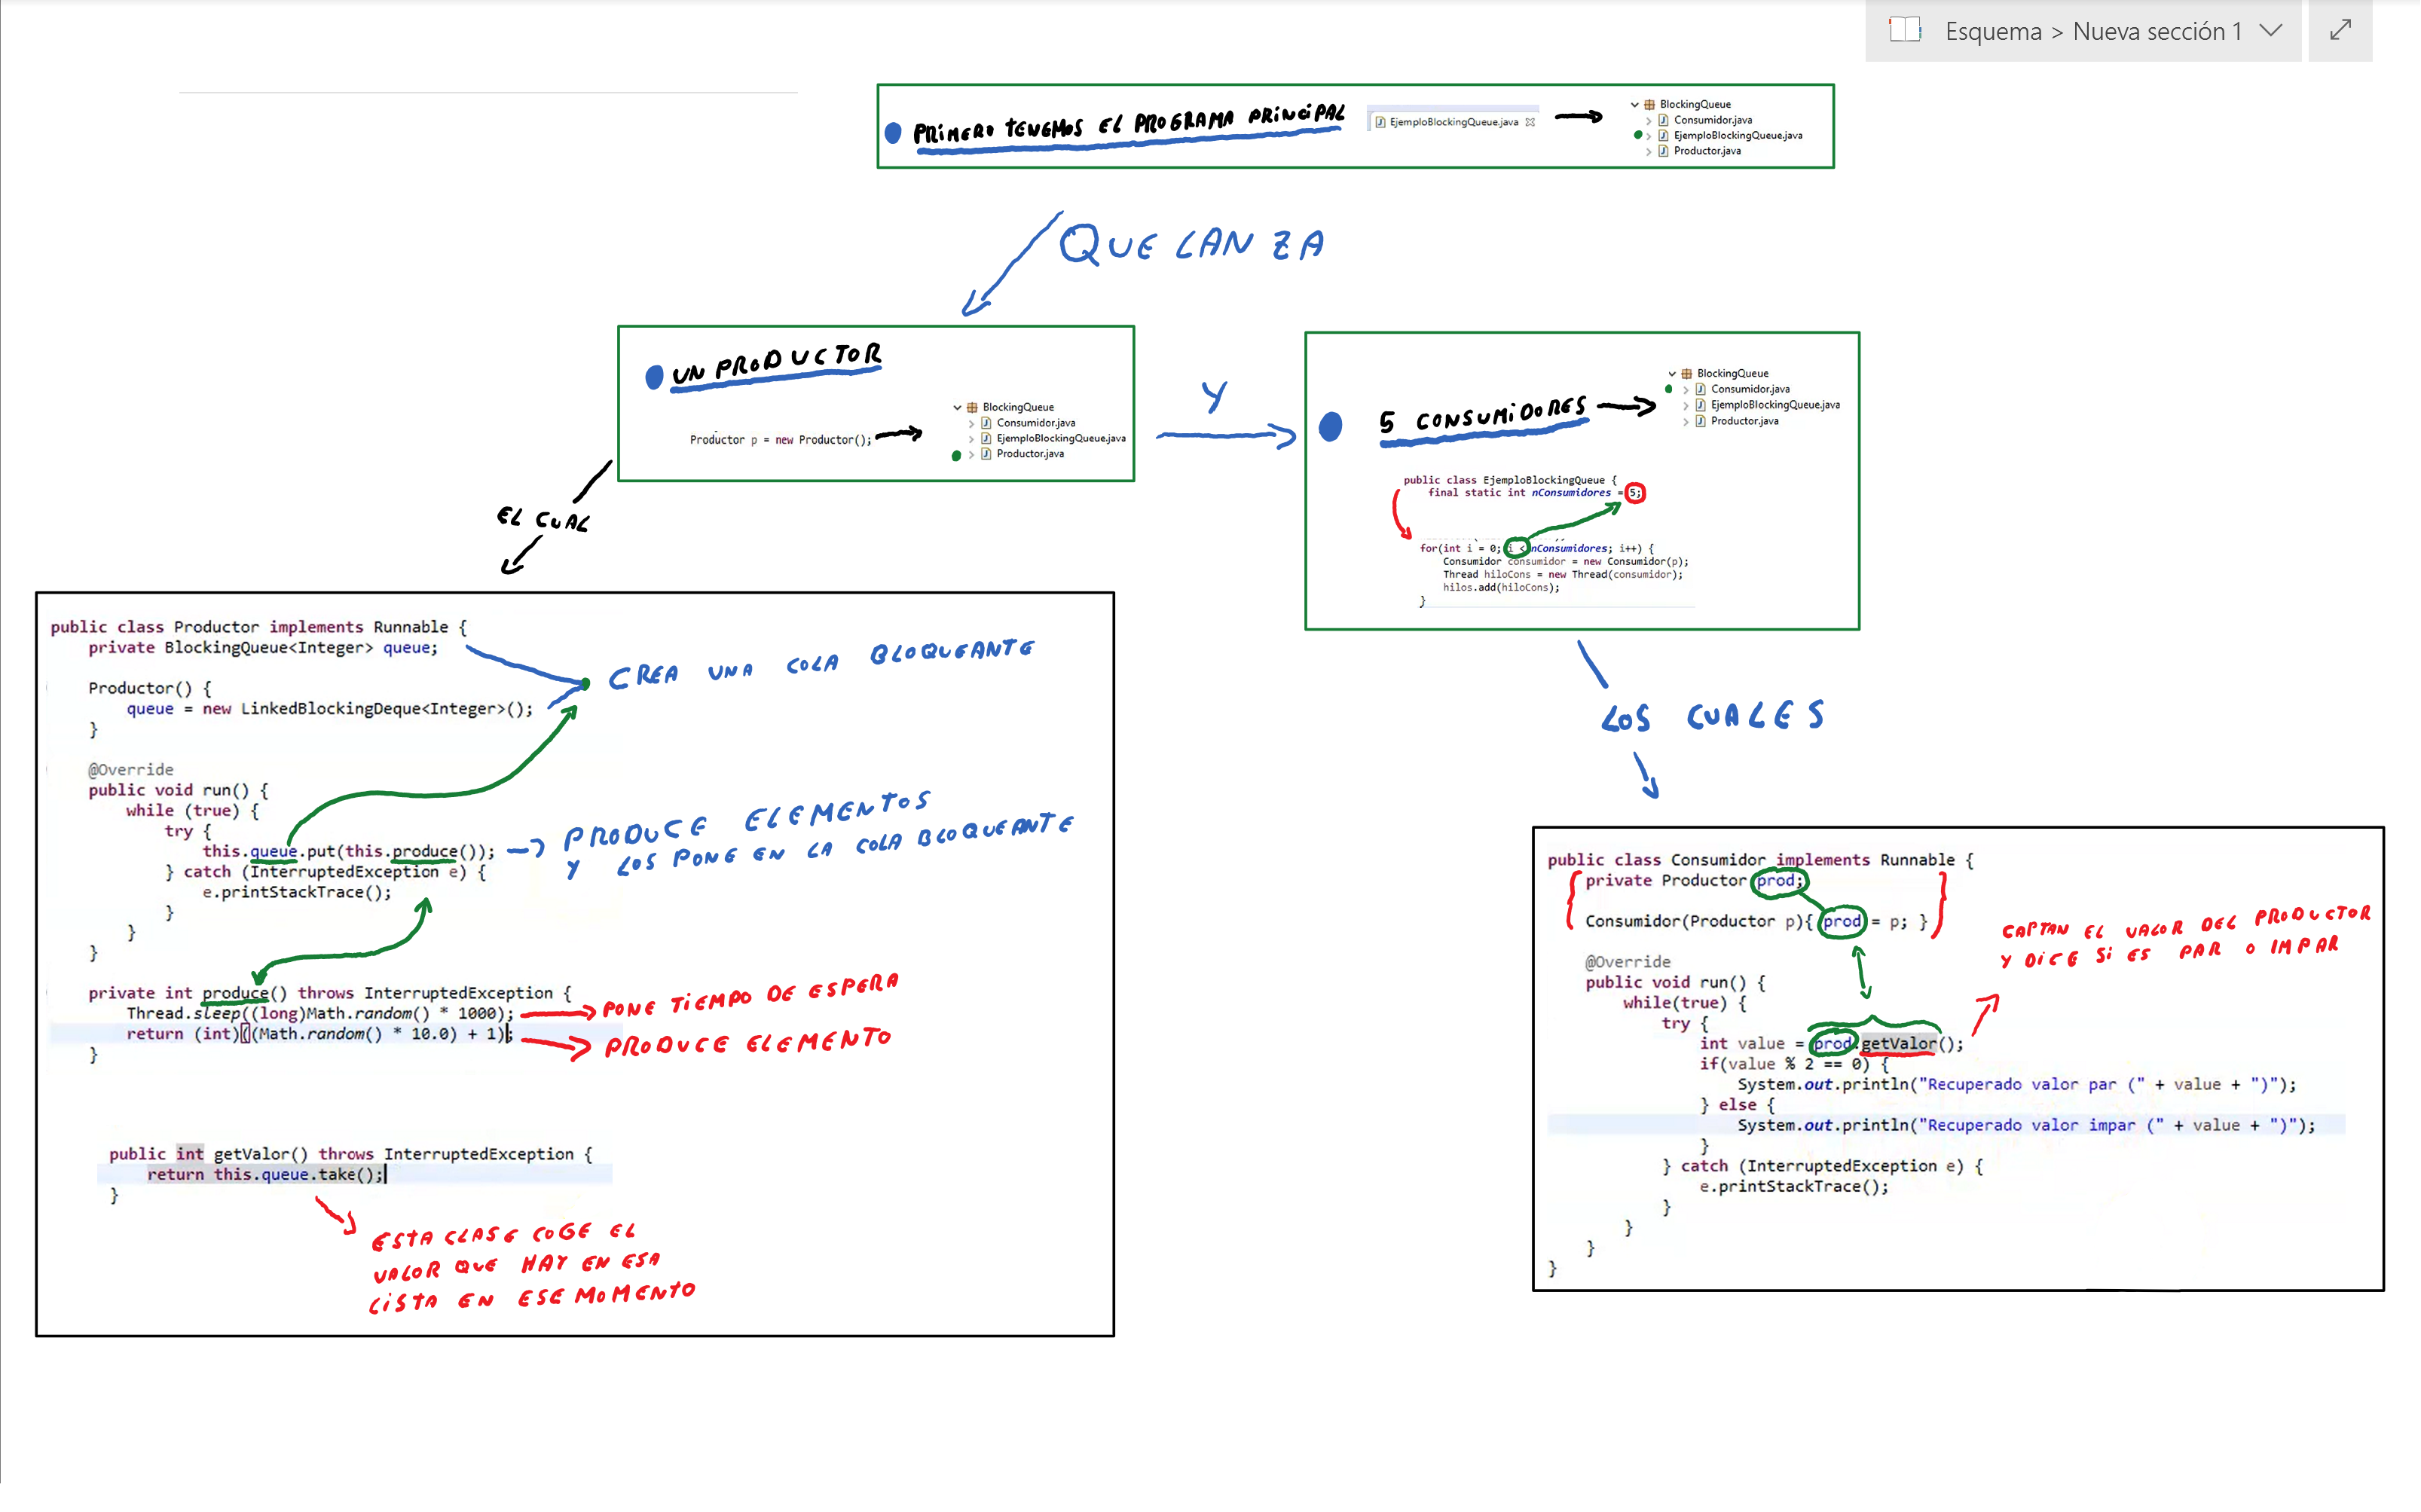 Esquema > Nueva sección 1
PRIMERO TENEMOS EL PROGRAMA PRINCIPAL
EjemploBlockingQueue.java
BlockingQueue
Consumidor.java
EjemploBlockingQueue.java
Productor.java
QUE LANZA
UN PRODUCTOR
Productor p = new Productor();
BlockingQueue
Consumidor.java
EjemploBlockingQueue.java
Productor.java
Y
5 CONSUMIDORES
BlockingQueue
Consumidor.java
EjemploBlockingQueue.java
Productor.java
public class EjemploBlockingQueue {
final static int nConsumidores = 5;
for(int i = 0; i < nConsumidores; i++) {
Consumidor consumidor = new Consumidor(p);
Thread hiloCons = new Thread(consumidor);
hilos.add(hiloCons);
}
EL CUAL
public class Productor implements Runnable {
private BlockingQueue<Integer> queue;
Productor() {
queue = new LinkedBlockingDeque<Integer>();
}
CREA UNA COLA BLOQUEANTE
@Override
public void run() {
while (true) {
try {
this.queue.put(this.produce());
} catch (InterruptedException e) {
e.printStackTrace();
}
}
}
PRODUCE ELEMENTOS
Y LOS PONE EN LA COLA BLOQUEANTE
private int produce() throws InterruptedException {
Thread.sleep((long)Math.random() * 1000);
return (int)((Math.random() * 10.0) + 1);
}
PONE TIEMPO DE ESPERA
PRODUCE ELEMENTO
public int getValor() throws InterruptedException {
return this.queue.take();
}
ESTA CLASE COGE EL
VALOR QUE HAY EN ESA
LISTA EN ESE MOMENTO
LOS CUALES
public class Consumidor implements Runnable {
private Productor prod;
Consumidor(Productor p){ prod = p; }
@Override
public void run() {
while(true) {
try {
int value = prod.getValor();
if(value % 2 == 0) {
System.out.println("Recuperado valor par (" + value + ")");
} else {
System.out.println("Recuperado valor impar (" + value + ")");
}
} catch (InterruptedException e) {
e.printStackTrace();
}
}
}
}
CAPTAN EL VALOR DEL PRODUCTOR
Y DICE SI ES PAR O IMPAR